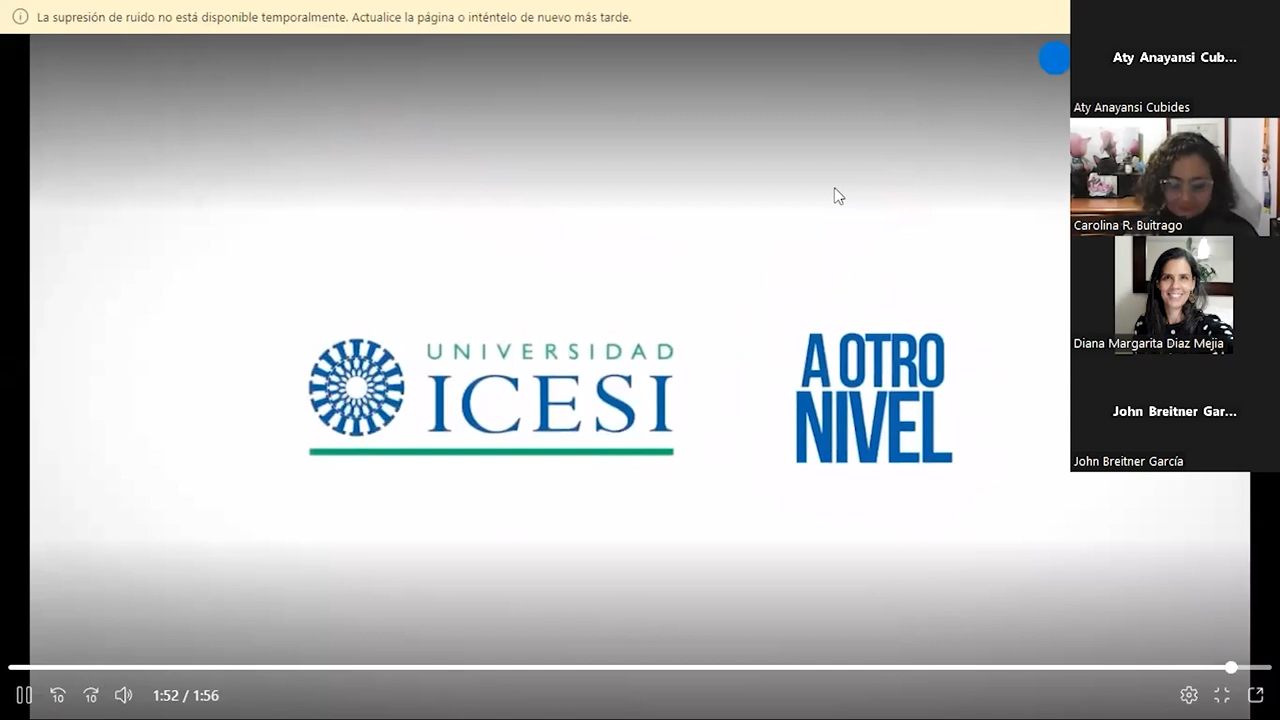 La supresión de ruido no está disponible temporalmente. Actualice la página o inténtelo de nuevo más tarde.
Aty Anayansi Cub...
Aty Anayansi Cubides
Carolina R. Buitrago
Diana Margarita Diaz Mejia
John Breitner Gar...
John Breitner García
UNIVERSIDAD
ICESI
A OTRO
NIVEL
10
10
1:52 / 1:56